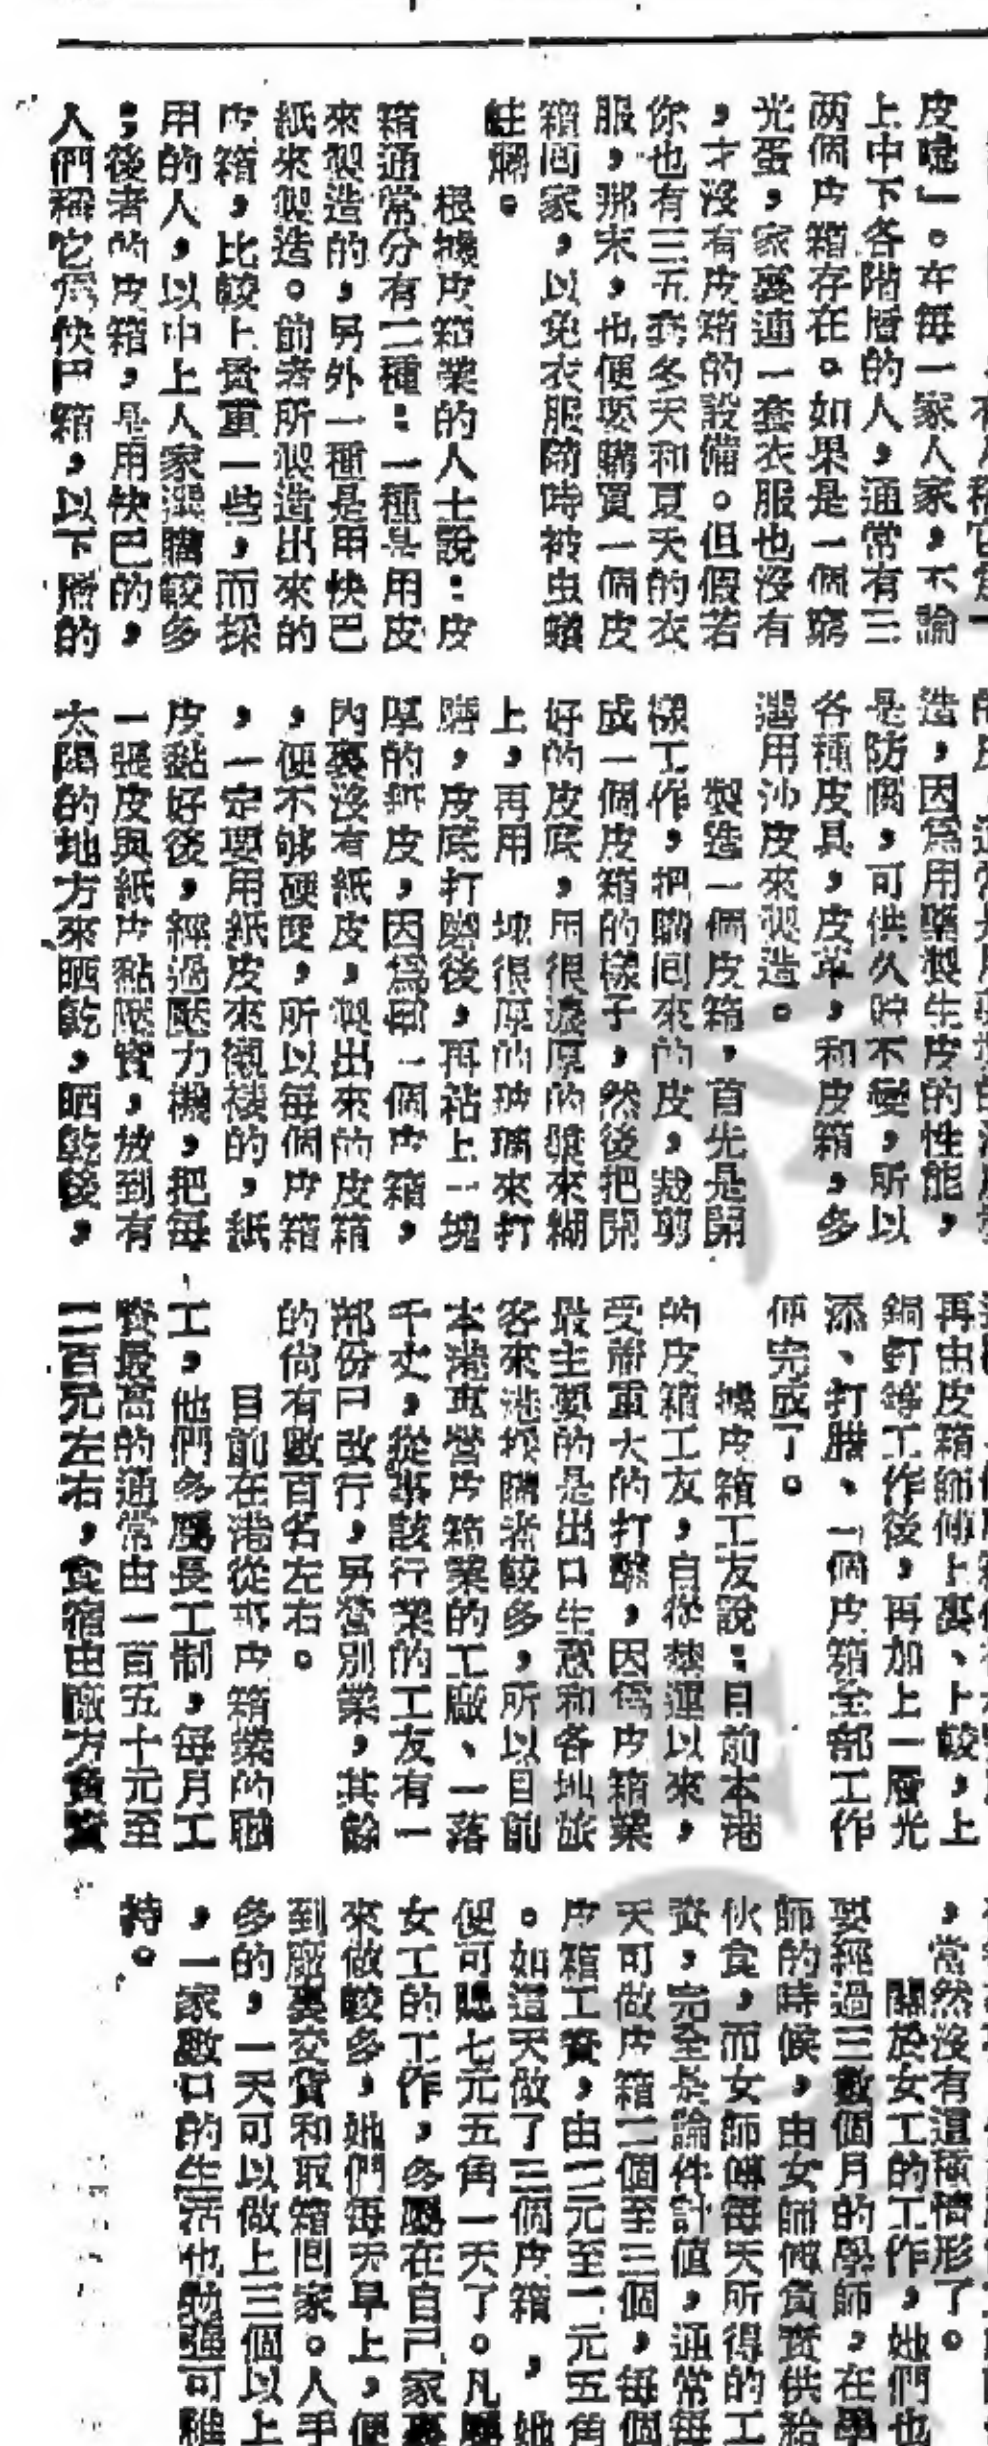 有人稱它為「
皮嘥」。在每一家人家，不論
上中下各階層的人，通常有三
两個皮箱存在。如果是一個窮
光蛋，家裏連一套衣服也沒有
，才沒有皮箱的設備。但假若
你也有三五套冬天和夏天的衣
服，那末，也便要購買一個皮
箱囘家，以免衣服隨時被虫蟻
蛀爛。
根據皮箱業的人士說：皮
箱通常分有二種：一種是用皮
來製造的，另外一種是用快巴
紙來製造。前者所製造出來的
皮箱，比較上貴重一些，而採
用的人，以中上人家選購較多
；後者的皮箱，是用快巴的，
人們稱它爲快巴箱，以下層的
造，因爲用藥製生皮的性能，
是防腐，可供久貯不變，所以
各種皮具，皮革，和皮箱，多
選用沙皮來製造。
製造一個皮箱，首先是開
樣工作，把購囘來的皮，裁剪
成一個皮箱的樣子，然後把開
好的皮底，用很濃厚的漿來糊
上，再用　塊很厚的玻璃來打
磨，皮底打磨後，再黏上一塊
厚的紙皮，因爲每一個皮箱，
內裏沒有紙皮，製出來的皮箱
，便不够硬度，所以每個皮箱
，一定要用紙皮來襯裱的，紙
皮黏好後，經過壓力機，把每
一張皮與紙皮黏壓實，放到有
太陽的地方來晒乾，晒乾後，
再由皮箱師傅上裏、上骹，上
銅釘等工作後，再加上一層光
添、打腊、一個皮箱全部工作
便完成了。
據皮箱工友說：目前本港
的皮箱工友，自從禁運以來，
受着重大的打擊，因爲皮箱業
最主要的是出口生意和各地旅
客來港採購者較多，所以目前
本港專營皮箱業的工廠、一落
千丈，從事該行業的工友有一
部份已改行，另營別業，其餘
的尙有數百名左右。
目前在港從事皮箱業的職
工，他們多屬長工制，每月工
資最高的通常由一百五十元至
二百元左右，食宿由廠方負責
，當然沒有這種情形了。
關於女工的工作，她們也
要經過三數個月的學師，在學
師的時候，由女師傅負責供給
伙食，而女師傅每天所得的工
資，完全是論件計值，通常每
天可做皮箱二個至三個，每個
皮箱工資，由二元至二元五角
。如這天做了三個皮箱，她
便可賺七元五角一天了。凡屬
女工的工作，多屬在自己家裏
來做較多，她們每天早上，便
到廠裏交貨和取箱囘家。人手
多的，一天可以做上三個以上
，一家數口的生活也勉强可維
持。